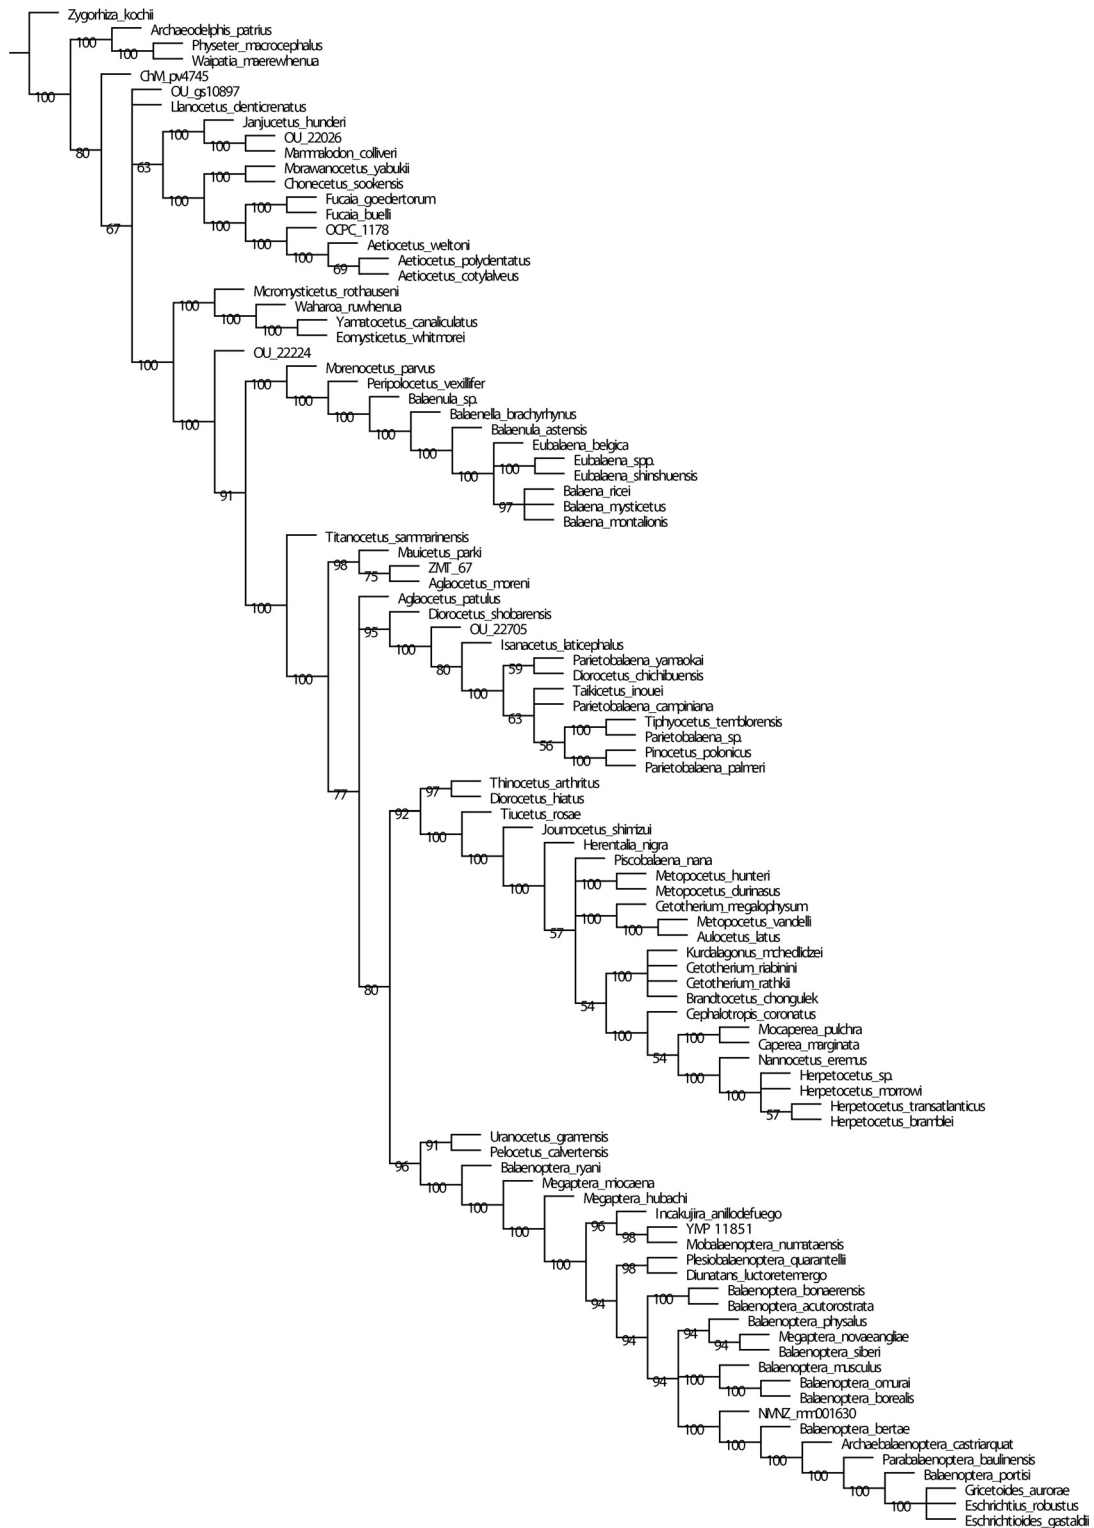 Zygorhiza_kochii
Archaeodelphis_patrius
100
Physeter_macrocephalus
100
Waipatia_maerewhenua
ChM_pv4745
OU_gs10897
100
Llanocetus_denticrenatus
Janjucetus_hunderi
100
OU_22026
100
Mammalodon_colliveri
80
63
Morawanocetus_yabukii
100
Chonecetus_sookensis
100
Fucaia_goedertorum
100
Fucaia_buelli
100
67
OCPC_1178
100
Aetiocetus_weltoni
100
Aetiocetus_polydentatus
69
Aetiocetus_cotylalveus
Mcromysticetus_rothauseni
100
Waharoa_ruwhenua
100
Yamatocetus_canaliculatus
100
Eomysticetus_whitmorei
OU_22224
100
Morenocetus_parvus
100
Peripolocetus_vexillifer
100
Balaenula_sp.
100
Balaenella_brachyrhynus
100
100
Balaenula_astensis
Eubalaena_belgica
100
Eubalaena_spp.
100
Eubalaena_shinshuensis
100
Balaena_ricei
91
Balaena_mysticetus
97
Balaena_montalionis
Titanocetus_sammarinensis
Mauicetus_parki
98
ZMT_67
75
Aglaocetus_moreni
Aglaocetus_patulus
100
Diorocetus_shobarensis
95
OU_22705
100
Isanacetus_laticephalus
Parietobalaena_yamaokai
80
59
Diorocetus_chichibuensis
100
Taikicetus_inouei
100
Parietobalaena_campiniana
63
Tiphyocetus_temblorensis
100
Parietobalaena_sp.
56
Pinocetus_polonicus
100
Parietobalaena_palmeri
Thinocetus_arthritus
77
97
Diorocetus_hiatus
92
Tiucetus_rosae
100
Joumocetus_shimizui
Herentalia_nigra
100
Piscobalaena_nana
Metopocetus_hunteri
100
100
Metopocetus_durinasus
Cetotherium_megalophysum
100
Metopocetus_vandelli
100
57
Aulocetus_latus
Kurdalagonus_mchedlidzei
Cetotherium_riabinini
100
Cetotherium_rathkii
80
Brandtocetus_chongulek
54
Cephalotropis_coronatus
Mocaperea_pulchra
100
100
Caperea_marginata
54
Nannocetus_eremus
100
Herpetocetus_sp.
Herpetocetus_morrowi
100
Herpetocetus_transatlanticus
57
Herpetocetus_bramblei
Uranocetus_gramensis
91
Pelocetus_calvertensis
96
Balaenoptera_ryani
100
Megaptera_miocaena
Megaptera_hubachi
100
Incakujira_anillodefuego
96
YMP_11851
100
98
Mobalaenoptera_numataensis
Plesiobalaenoptera_quarantellii
100
98
Diunatans_luctoretemergo
Balaenoptera_bonaerensis
100
94
Balaenoptera_acutorostrata
Balaenoptera_physalus
94
Megaptera_novaeangliae
94
94
Balaenoptera_siberi
Balaenoptera_musculus
94
100
Balaenoptera_omurai
100
Balaenoptera_borealis
NMNZ_mm001630
100
Balaenoptera_bertae
100
Archaebalaenoptera_castriarquat
100
Parabalaenoptera_baulinensis
100
Balaenoptera_portisi
100
Gricetoides_aurorae
100
Eschrichtius_robustus
Eschrichtioides_gastaldii